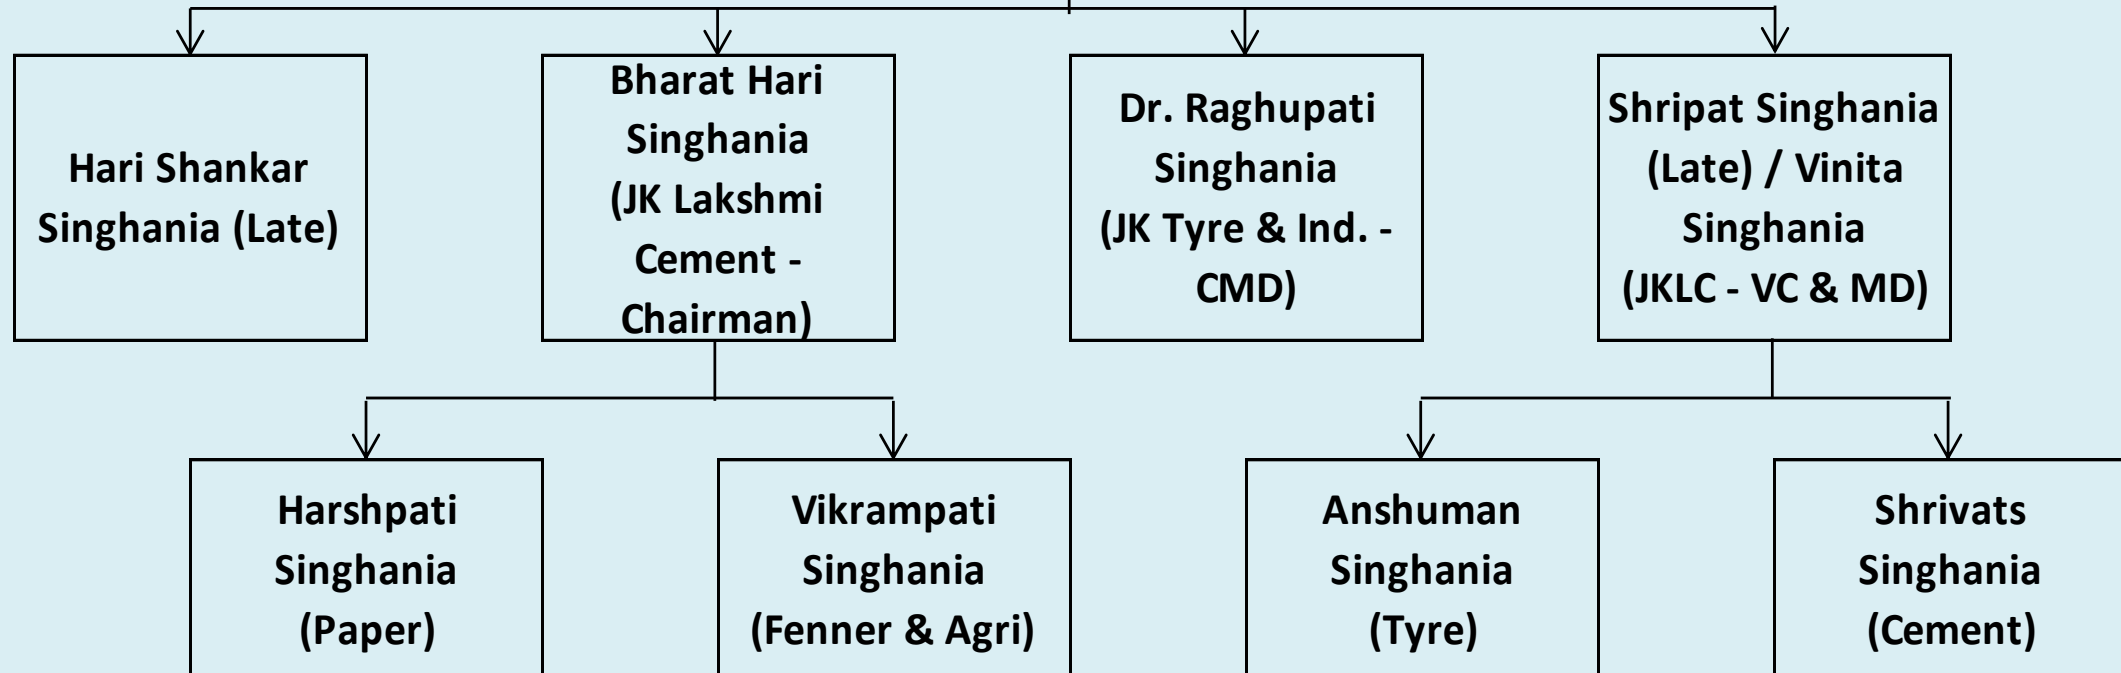 Hari Shankar
Singhania (Late)
Bharat Hari
Singhania
(JK Lakshmi
Cement -
Chairman)
Dr. Raghupati
Singhania
(JK Tyre & Ind. -
CMD)
Shripat Singhania
(Late) / Vinita
Singhania
(JKLC - VC & MD)
Harshpati
Singhania
(Paper)
Vikrampati
Singhania
(Fenner & Agri)
Anshuman
Singhania
(Tyre)
Shrivats
Singhania
(Cement)